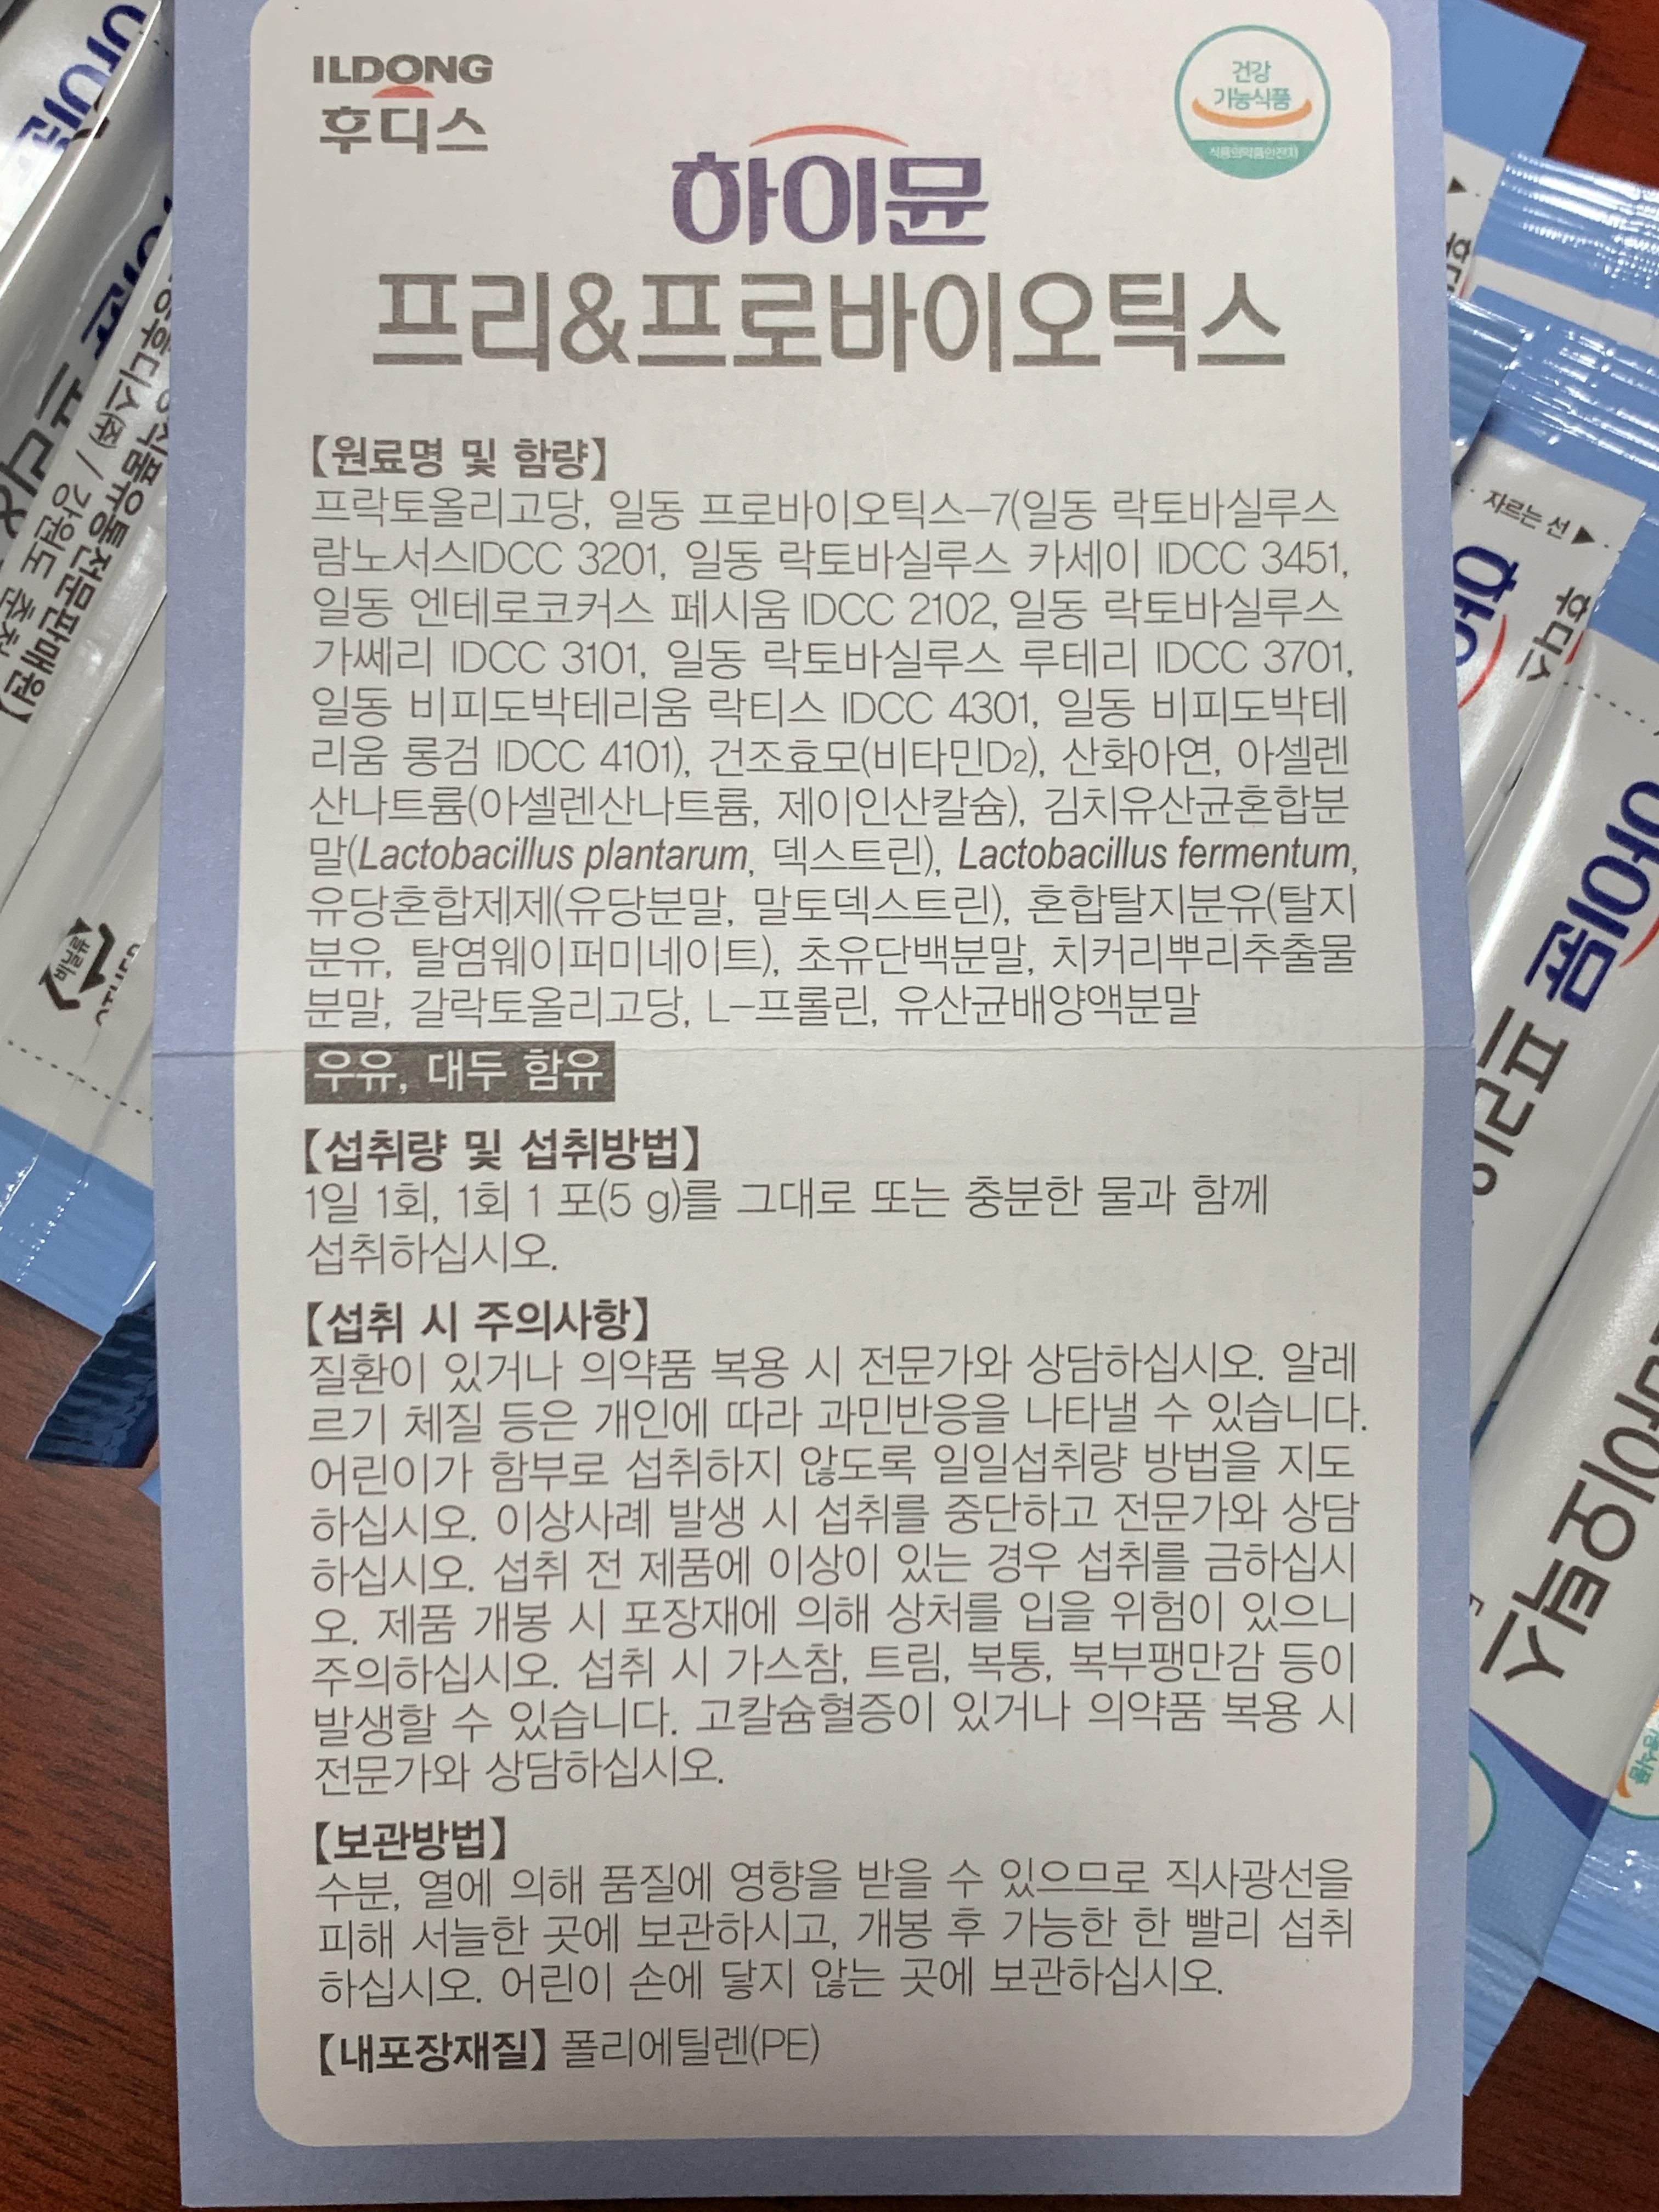 ILDONG
후디스
건강
기능식품
식품의약품안전처
하이뮨
프리&프로바이오틱스
【원료명 및 함량】
프락토올리고당, 일동 프로바이오틱스-7(일동 락토바실루스
람노서스IDCC 3201, 일동 락토바실루스 카세이 IDCC 3451,
일동 엔테로코커스 페시움 IDCC 2102, 일동 락토바실루스
가쎄리 IDCC 3101, 일동 락토바실루스 루테리 IDCC 3701,
일동 비피도박테리움 락티스 IDCC 4301, 일동 비피도박테
리움 롱검 IDCC 4101), 건조효모(비타민D2), 산화아연, 아셀렌
산나트륨(아셀렌산나트륨, 제이인산칼슘), 김치유산균혼합분
말(Lactobacillus plantarum, 덱스트린), Lactobacillus fermentum,
유당혼합제제(유당분말, 말토덱스트린), 혼합탈지분유(탈지
분유, 탈염웨이퍼미네이트), 초유단백분말, 치커리뿌리추출물
분말, 갈락토올리고당, L-프롤린, 유산균배양액분말
우유, 대두 함유
【섭취량 및 섭취방법】
1일 1회, 1회 1 포(5 g)를 그대로 또는 충분한 물과 함께
섭취하십시오.
【섭취 시 주의사항】
질환이 있거나 의약품 복용 시 전문가와 상담하십시오. 알레
르기 체질 등은 개인에 따라 과민반응을 나타낼 수 있습니다.
어린이가 함부로 섭취하지 않도록 일일섭취량 방법을 지도
하십시오. 이상사례 발생 시 섭취를 중단하고 전문가와 상담
하십시오. 섭취 전 제품에 이상이 있는 경우 섭취를 금하십시
오. 제품 개봉 시 포장재에 의해 상처를 입을 위험이 있으니
주의하십시오. 섭취 시 가스참, 트림, 복통, 복부팽만감 등이
발생할 수 있습니다. 고칼슘혈증이 있거나 의약품 복용 시
전문가와 상담하십시오.
【보관방법】
수분, 열에 의해 품질에 영향을 받을 수 있으므로 직사광선을
피해 서늘한 곳에 보관하시고, 개봉 후 가능한 한 빨리 섭취
하십시오. 어린이 손에 닿지 않는 곳에 보관하십시오.
【내포장재질】 폴리에틸렌(PE)
자르는 선
후디스
하이뮨